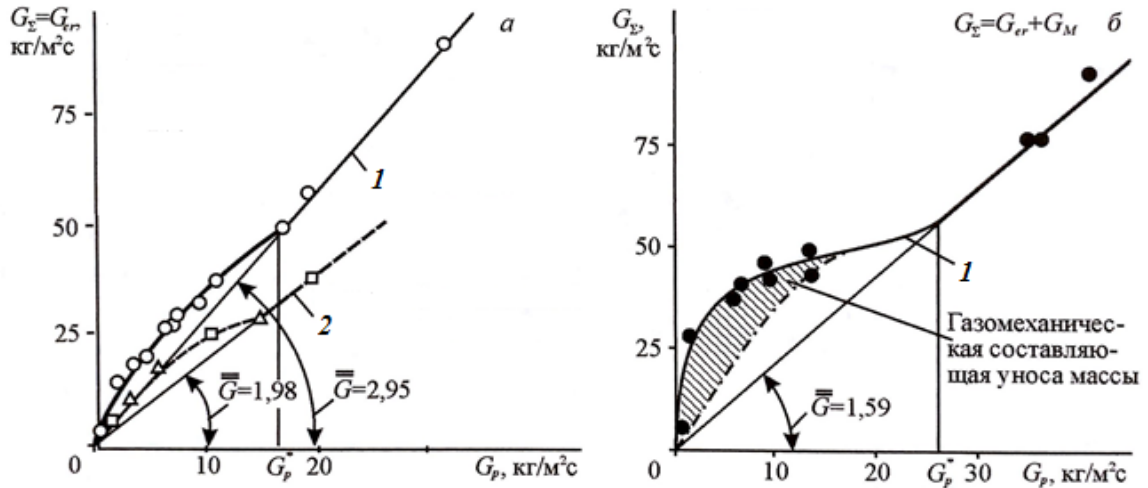 G_Σ=G_er,
кг/м²с
а
75
50
25
0
1
2
G̿=1,98
G̿=2,95
10
G_p*
20
G_p, кг/м²с
G_Σ,
кг/м²с
G_Σ=G_er+G_М
б
75
50
25
0
1
Газомеханичес-
кая составляю-
щая уноса массы
G̿=1,59
10
20
G_p*
30
G_p, кг/м²с